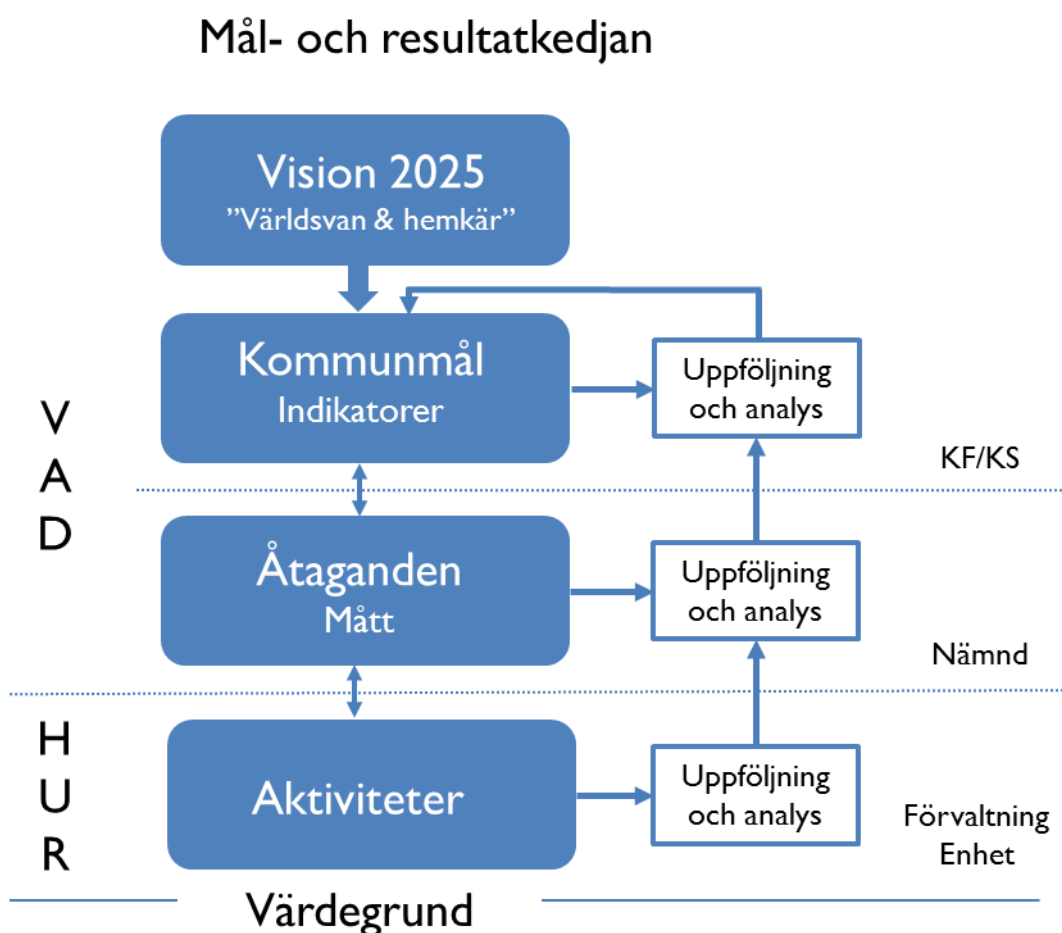 Mål- och resultatkedjan
Vision 2025
”Världsvan & hemkär”
Kommunmål
Indikatorer
Uppföljning
och analys
KF/KS
V
A
D
Åtaganden
Mått
Uppföljning
och analys
Nämnd
H
U
R
Aktiviteter
Uppföljning
och analys
Förvaltning
Enhet
Värdegrund